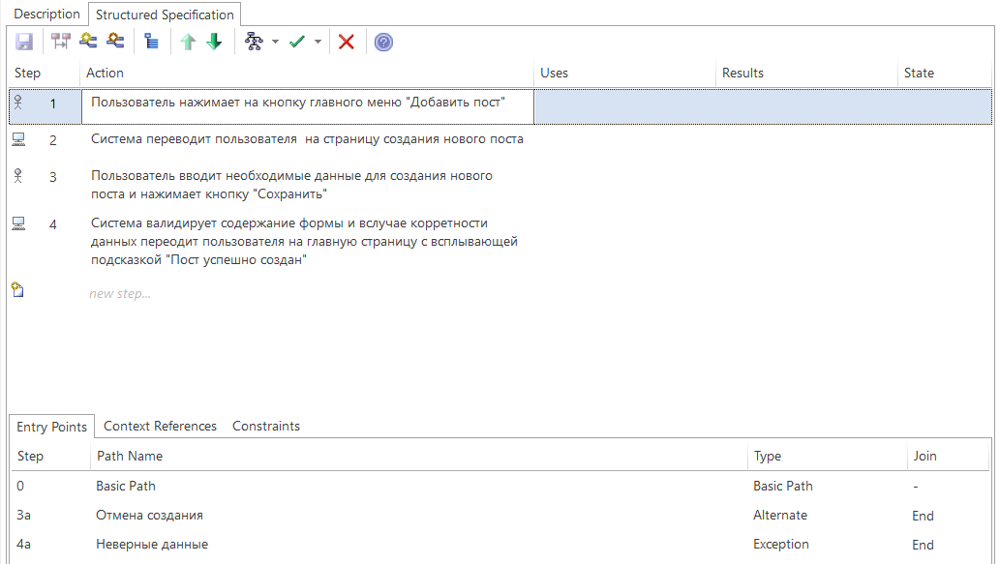 Description Structured Specification
Step Action Uses Results State
1 Пользователь нажимает на кнопку главного меню "Добавить пост"
2 Система переводит пользователя на страницу создания нового поста
3 Пользователь вводит необходимые данные для создания нового
поста и нажимает кнопку "Сохранить"
4 Система валидирует содержание формы и вслучае корретности
данных переодит пользователя на главную страницу с всплывающей
подсказкой "Пост успешно создан"
new step...
Entry Points Context References Constraints
Step Path Name Type Join
0 Basic Path Basic Path -
3a Отмена создания Alternate End
4a Неверные данные Exception End